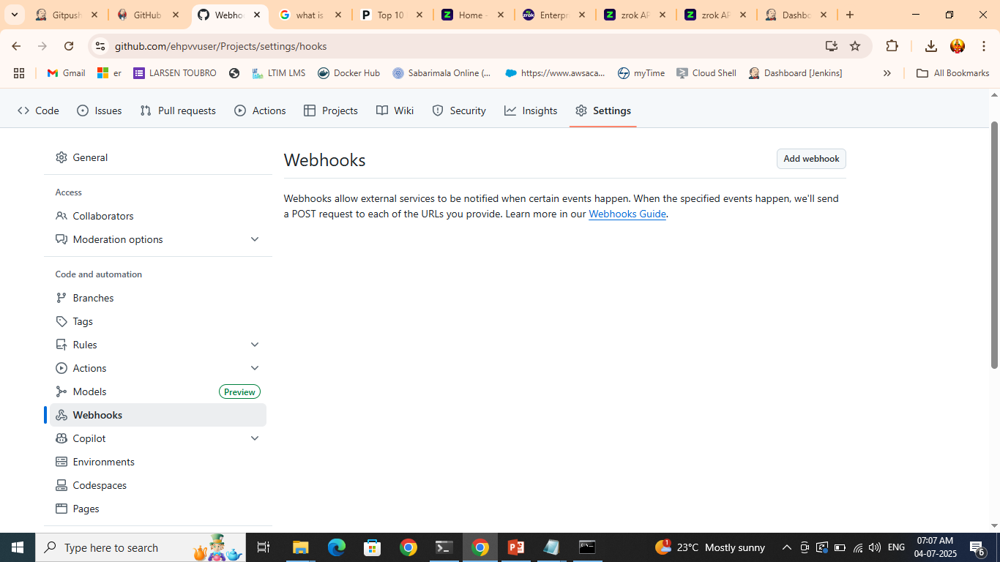 Gitpush
GitHub
Webho
what is
Top 10
Home -
Enterpr
zrok AP
zrok AP
Dashbo
github.com/ehpvvuser/Projects/settings/hooks
Gmail
er
LARSEN TOUBRO
LTIM LMS
Docker Hub
Sabarimala Online (...
https://www.awsaca...
myTime
Cloud Shell
Dashboard [Jenkins]
All Bookmarks
Code
Issues
Pull requests
Actions
Projects
Wiki
Security
Insights
Settings
General
Access
Collaborators
Moderation options
Code and automation
Branches
Tags
Rules
Actions
Models
Preview
Webhooks
Copilot
Environments
Codespaces
Pages
Webhooks
Add webhook
Webhooks allow external services to be notified when certain events happen. When the specified events happen, we'll send
a POST request to each of the URLs you provide. Learn more in our Webhooks Guide.
Type here to search
1
23°C Mostly sunny
ENG
07:07 AM
04-07-2025
6